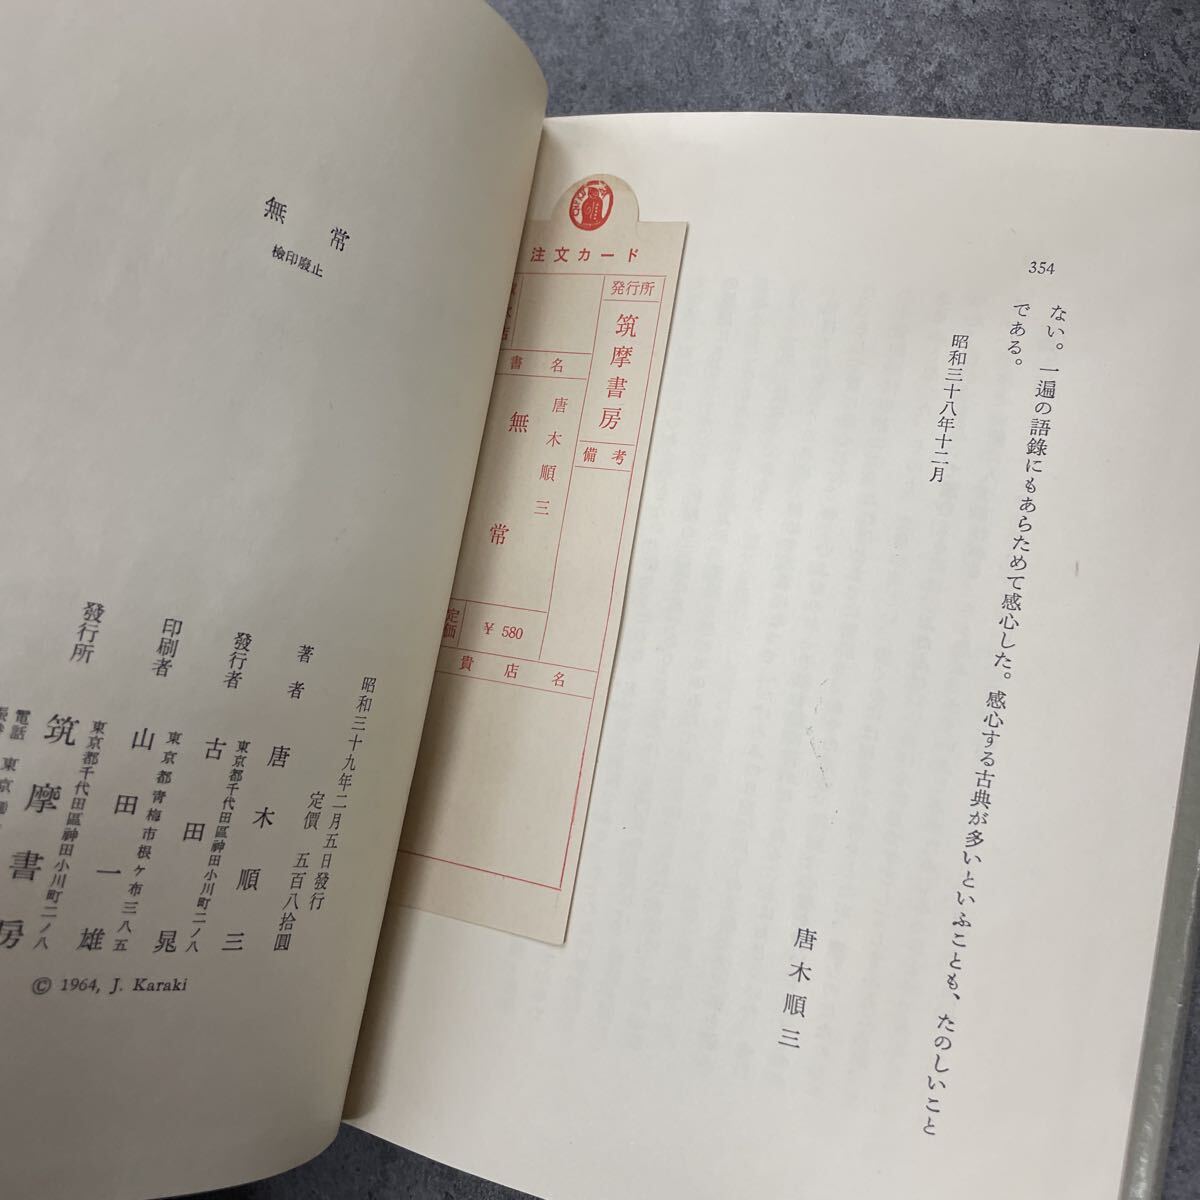 354
ない。一遍の語錄にもあらためて感心した。感心する古典が多いといふことも、たのしいこと
である。
昭和三十八年十二月
唐木順三
注文カード
発行所
筑摩書房
備考
書名
唐木順三
無常
定価
¥ 580
貴店名
無常
檢印廢止
昭和三十九年二月五日發行
定價 五百八拾圓
著者 唐木順三
發行者 古田晁
東京都千代田區神田小川町二ノ八
印刷者 山田一雄
東京都青梅市根ケ布三八五
發行所 筑摩書房
東京都千代田區神田小川町二ノ八
電話 東京
© 1964, J. Karaki